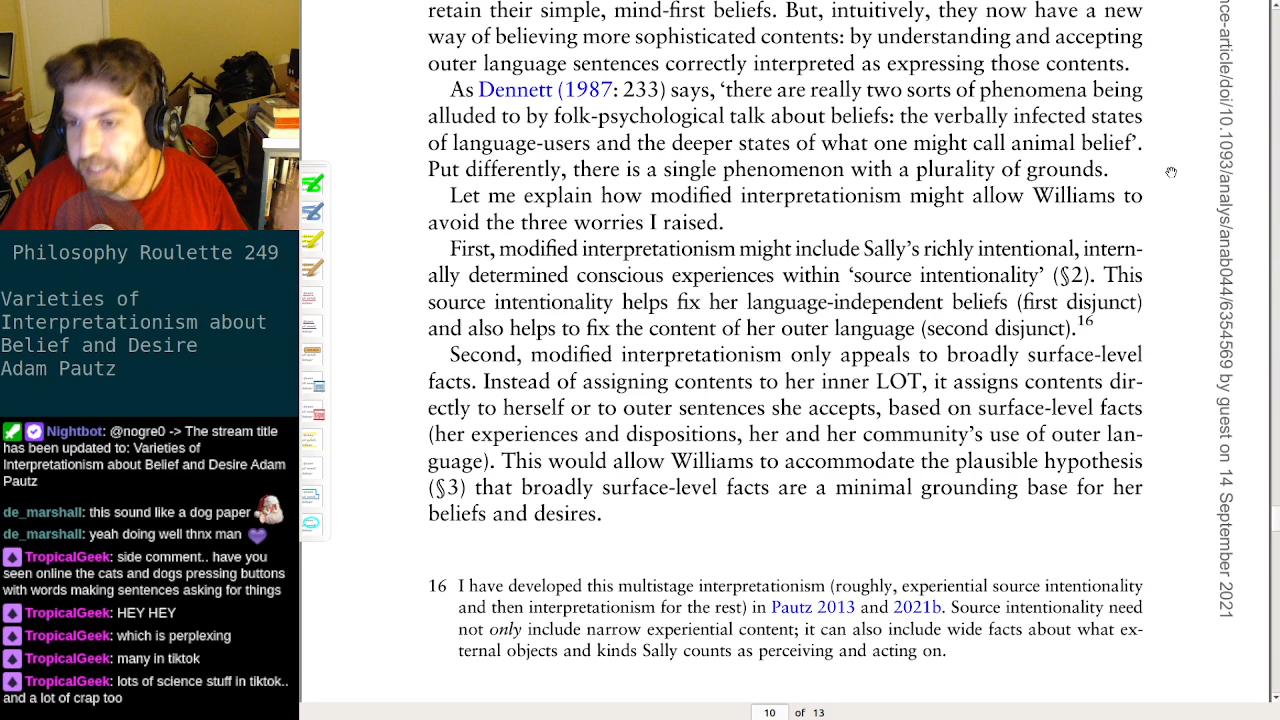 retain their simple, mind-first beliefs. But, intuitively, they now have a new
way of believing more sophisticated contents: by understanding and accepting
outer language sentences correctly interpreted as expressing those contents.
As Dennett (1987: 233) says, ‘there are really two sorts of phenomena being
alluded to by folk-psychological talk about beliefs: the verbally infected states
of language-users and the deeper states of what one might call animal belief’.
Put differently, there is a single phenomenon with a plurality of grounds.
Let me explain how modified interpretationism might allow Williams to
avoid the three worries I raised.
First, modified interpretationism might include Sally’s richly intentional, intern-
ally determined visual experiences within ‘source intentionality’ (§2). This
source intentionality helps fix her language-independent beliefs (first disjunct)
and also helps to fix the content of her outer language (second disjunct).16
Second, modified interpretationism only appeals to broadly surface-level
facts. Instead of assigning contents to her inner LOT, it assigns contents dir-
ectly to herself or to outer sentences she accepts, based on surface-level facts
(her experiences and dispositions to act, and her community’s use of outer lan-
guage). This would allow Williams to accommodate the plausible hypothesis
(§3) that broadly surface-level facts are a minimal grounding base for her
beliefs and desires.
16 I have developed this multistage interpretationism (roughly, experiential source intentionality
and then interpretationism for the rest) in Pautz 2013 and 2021b. Source intentionality need
not only include narrow experiential content; it can also include wide facts about what ex-
ternal objects and kinds Sally counts as perceiving and acting on.
nce-article/doi/10.1093/analys/anab044/6354569 by guest on 14 September 2021
10 of 13
Philosophy Roulette 249
Varieties of
Interpretationism about
Belief and Desire
Adam Pautz
Nightbot: @nogre0 -> The stream title
has been updated to: Varieties of
Interpretationism about Belief and Desire Adam
Pautz
de_marshall: this sound like a dog paper
de_marshall: yeah doing well thnx man
TropicalGeek: side comment.. have you
seen online the cats and dogs pressing buttons
with words making sentences asking for things
TropicalGeek: HEY HEY
TropicalGeek: which is perplexing
TropicalGeek: many in tiktok
TropicalGeek: lots of science stuff in tiktok..
and a lot of crap too